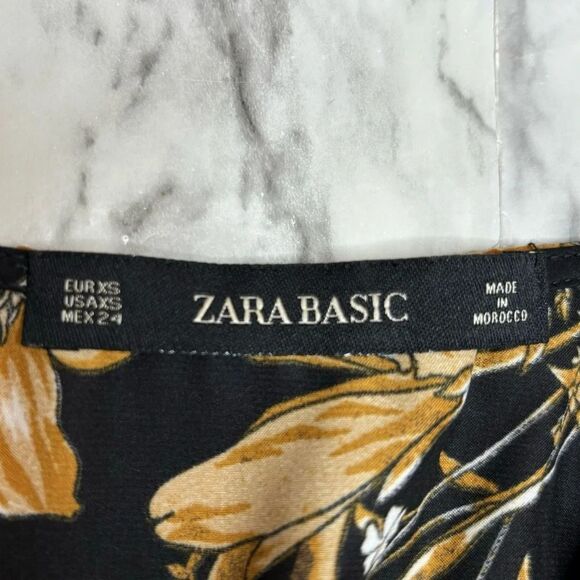 EUR XS
USA XS
MEX 24
ZARA BASIC
MADE
IN
MOROCCO